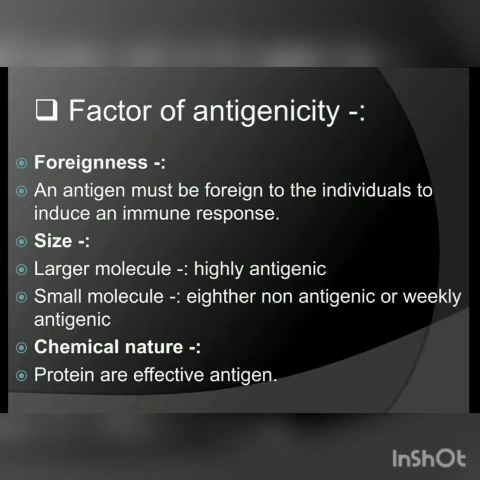 ❑ Factor of antigenicity -:
Foreignness -:
An antigen must be foreign to the individuals to
induce an immune response.
Size -:
Larger molecule -: highly antigenic
Small molecule -: eighther non antigenic or weekly
antigenic
Chemical nature -:
Protein are effective antigen.
InShOt